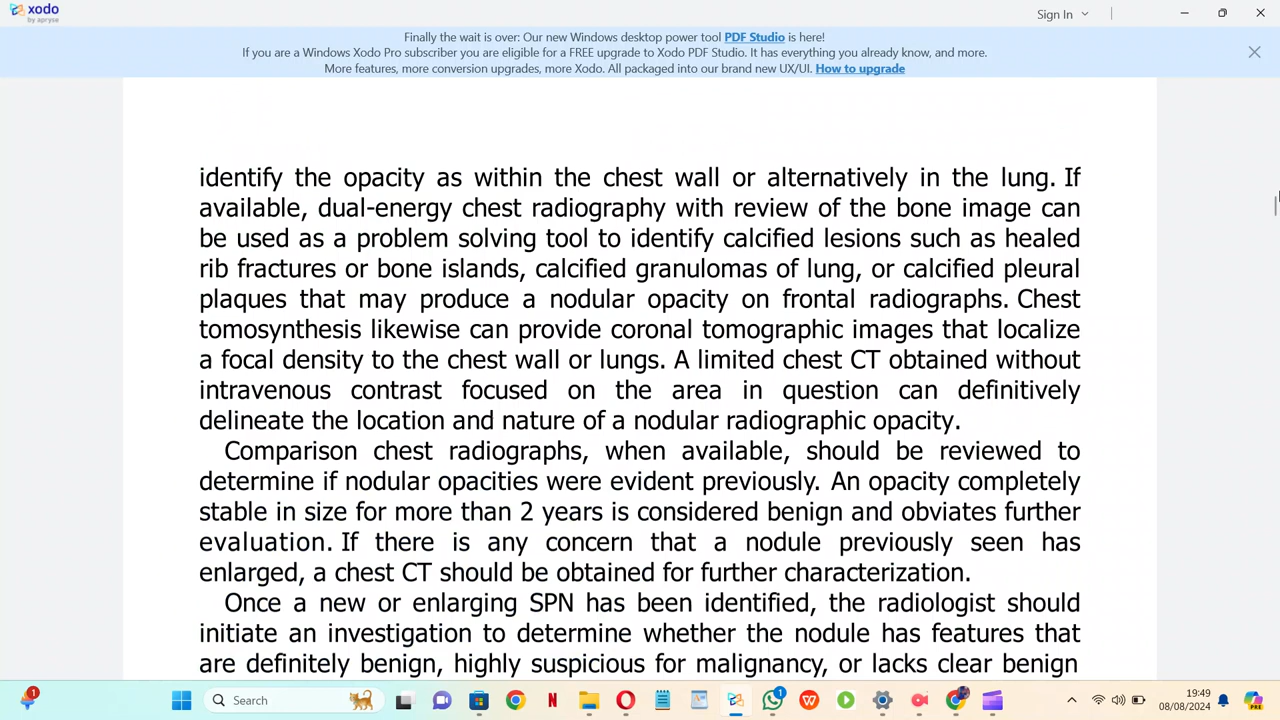 xodo
by apryse
Sign In
Finally the wait is over: Our new Windows desktop power tool PDF Studio is here!
If you are a Windows Xodo Pro subscriber you are eligible for a FREE upgrade to Xodo PDF Studio. It has everything you already know, and more.
More features, more conversion upgrades, more Xodo. All packaged into our brand new UX/UI. How to upgrade
identify the opacity as within the chest wall or alternatively in the lung. If
available, dual-energy chest radiography with review of the bone image can
be used as a problem solving tool to identify calcified lesions such as healed
rib fractures or bone islands, calcified granulomas of lung, or calcified pleural
plaques that may produce a nodular opacity on frontal radiographs. Chest
tomosynthesis likewise can provide coronal tomographic images that localize
a focal density to the chest wall or lungs. A limited chest CT obtained without
intravenous contrast focused on the area in question can definitively
delineate the location and nature of a nodular radiographic opacity.
Comparison chest radiographs, when available, should be reviewed to
determine if nodular opacities were evident previously. An opacity completely
stable in size for more than 2 years is considered benign and obviates further
evaluation. If there is any concern that a nodule previously seen has
enlarged, a chest CT should be obtained for further characterization.
Once a new or enlarging SPN has been identified, the radiologist should
initiate an investigation to determine whether the nodule has features that
are definitely benign, highly suspicious for malignancy, or lacks clear benign
1
Search
N
1
W
19:49
08/08/2024
PRE